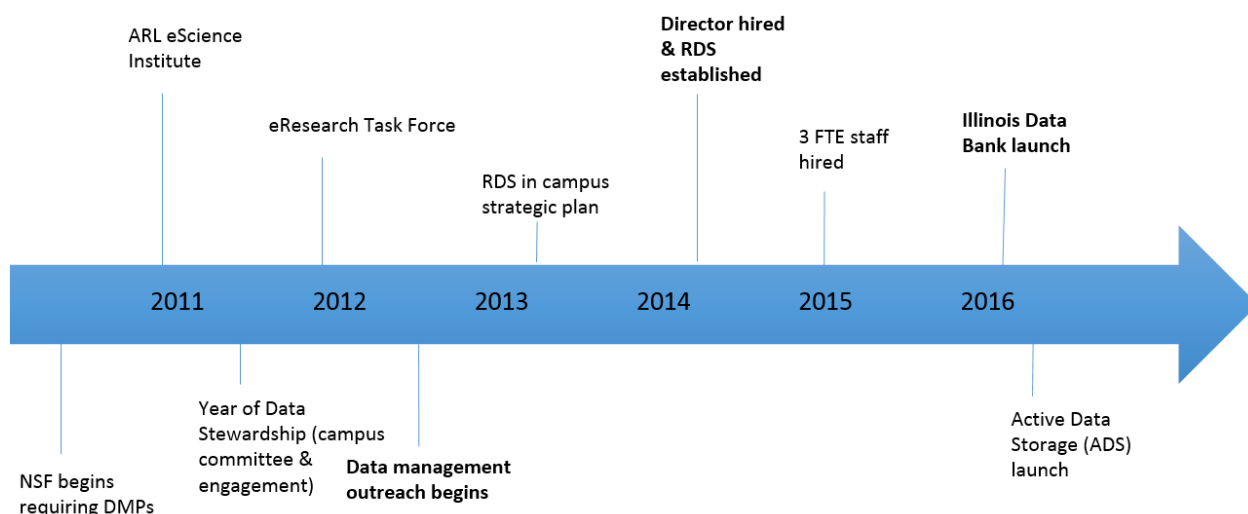 ARL eScience
Institute
eResearch Task Force
RDS in campus
strategic plan
Director hired
& RDS
established
3 FTE staff
hired
Illinois Data
Bank launch
2011
2012
2013
2014
2015
2016
NSF begins
requiring DMPs
Year of Data
Stewardship (campus
committee &
engagement)
Data management
outreach begins
Active Data
Storage (ADS)
launch